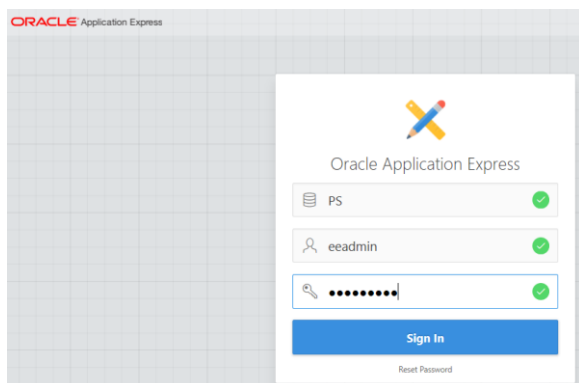 ORACLE Application Express
Oracle Application Express
PS
eeadmin
•••••••••
Sign In
Reset Password